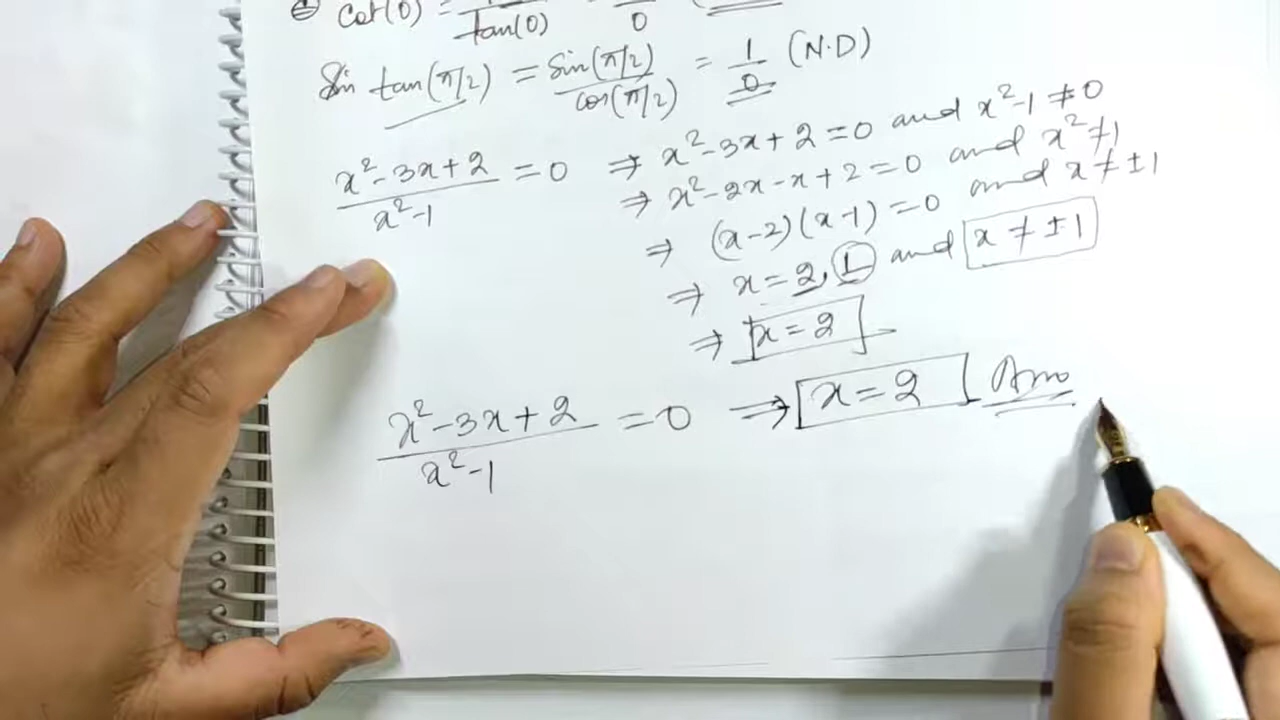 cot(0) = 1/tan(0) = 1/0
Sin tan(π/2) = sin(π/2)/cos(π/2) = 1/0 (N.D)
(x²-3x+2)/(x²-1) = 0 ⇒ x²-3x+2=0 and x²-1≠0
⇒ x²-2x-x+2=0 and x²≠1
⇒ (x-2)(x-1)=0 and x≠±1
⇒ x=2,1 and x≠±1
⇒ x=2
(x²-3x+2)/(x²-1) = 0 ⇒ x=2 Ans